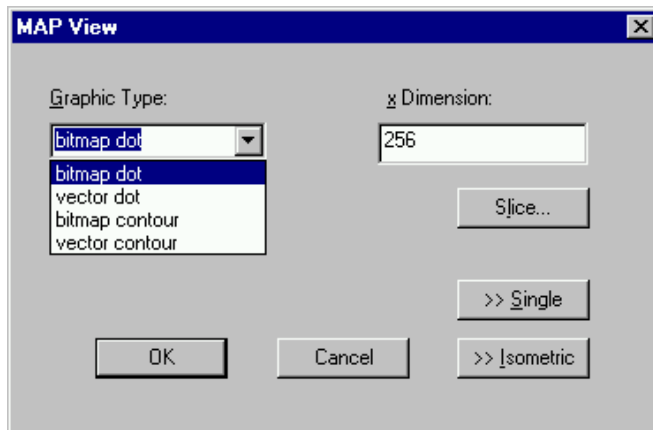 MAP View
Graphic Type:
x Dimension:
bitmap dot
256
bitmap dot
vector dot
bitmap contour
vector contour
Slice...
>> Single
OK
Cancel
>> Isometric